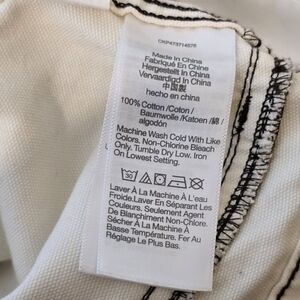 Made In China
Fabriqué En Chine
Hergestellt In China
Vervaardigd In China
中国製
hecho en china
100% Cotton /Coton /
Baumwolle /Katoen /綿 /
algodón
Machine Wash Cold With Like
Colors. Non-Chlorine Bleach
Only. Tumble Dry Low. Iron
On Lowest Setting.
30
Laver À La Machine À L'eau
Froide.Laver En Séparant Les
Couleurs. Seulement Utiliser
De Blanchiment Non-Chlore.
Sécher À La Machine À
Basse Température. Fer Au
Réglage Le Plus Bas.